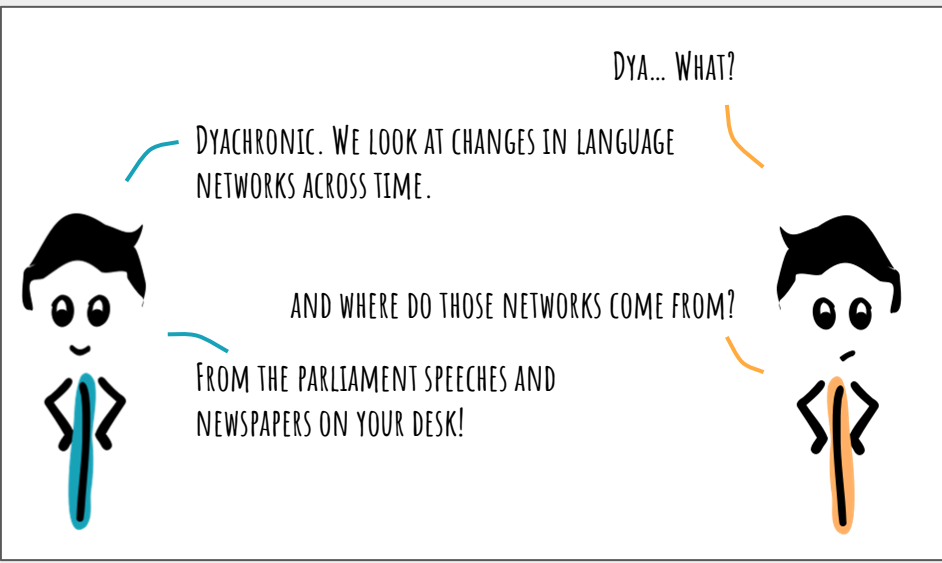 Dya... What?
Dyachronic. We look at changes in language
networks across time.
and where do those networks come from?
From the parliament speeches and
newspapers on your desk!